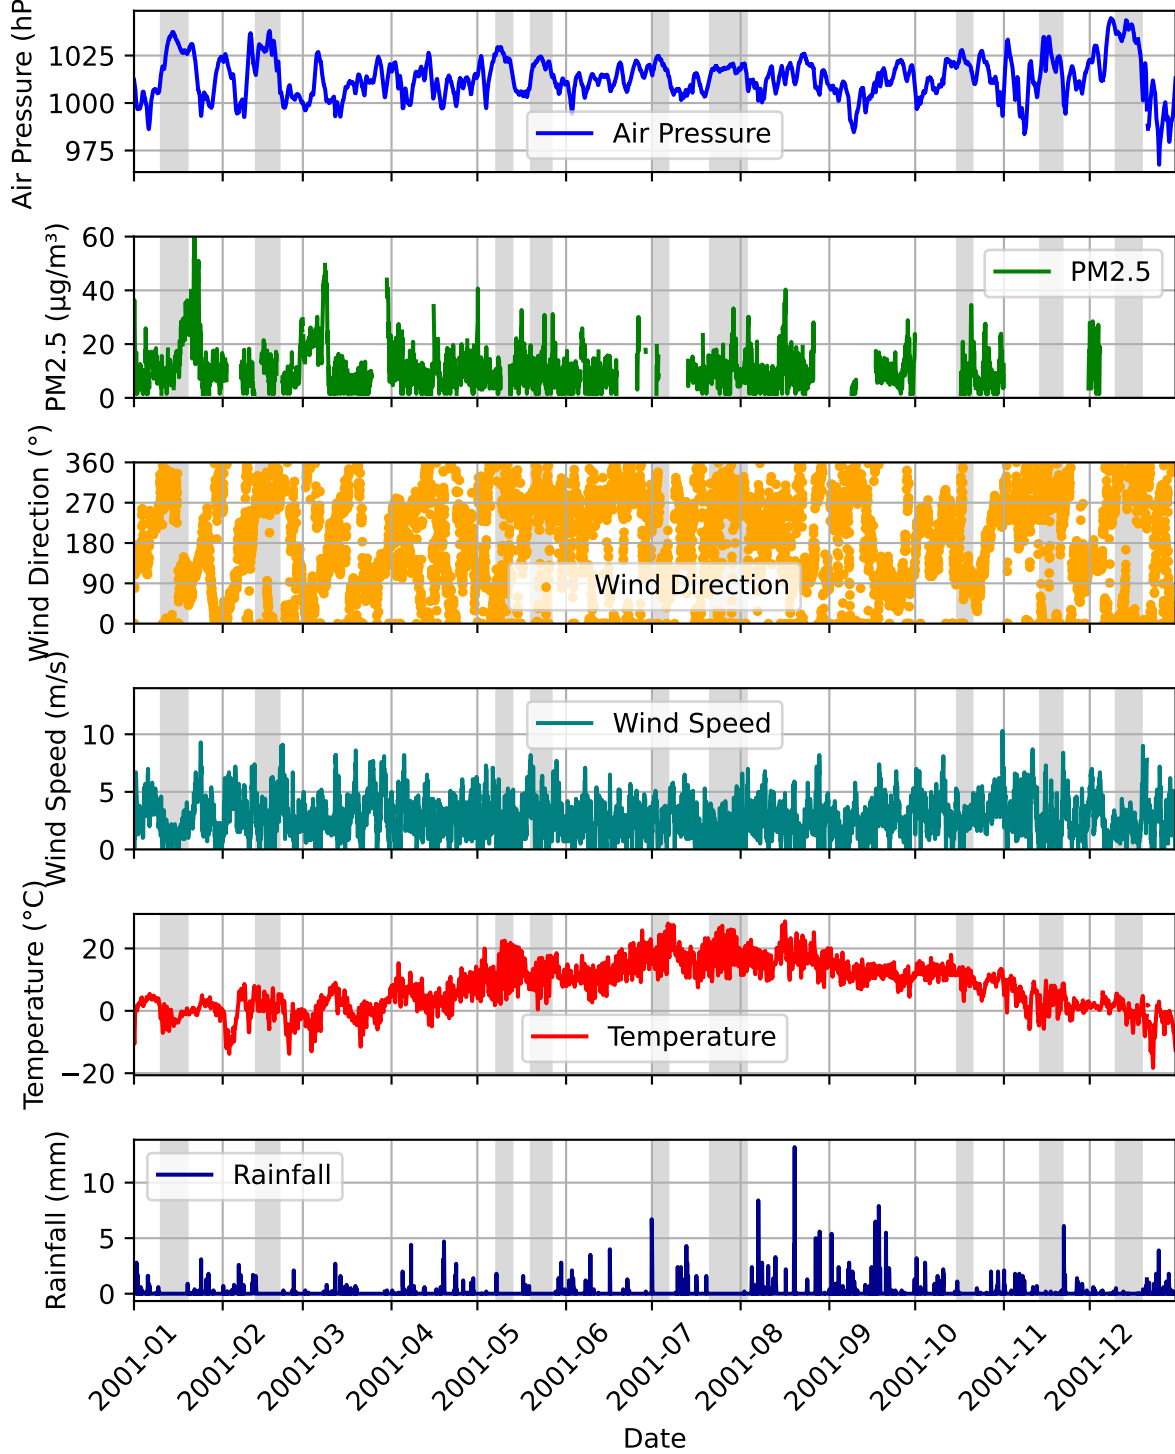 Air Pressure (hP
1025
1000
975
Air Pressure
PM2.5 (µg/m³)
60
40
20
0
PM2.5
Wind Direction (°)
360
270
180
90
0
Wind Direction
Wind Speed (m/s)
10
5
0
Wind Speed
Temperature (°C)
20
0
−20
Temperature
Rainfall (mm)
10
5
0
Rainfall
2001-01
2001-02
2001-03
2001-04
2001-05
2001-06
2001-07
2001-08
2001-09
2001-10
2001-11
2001-12
Date